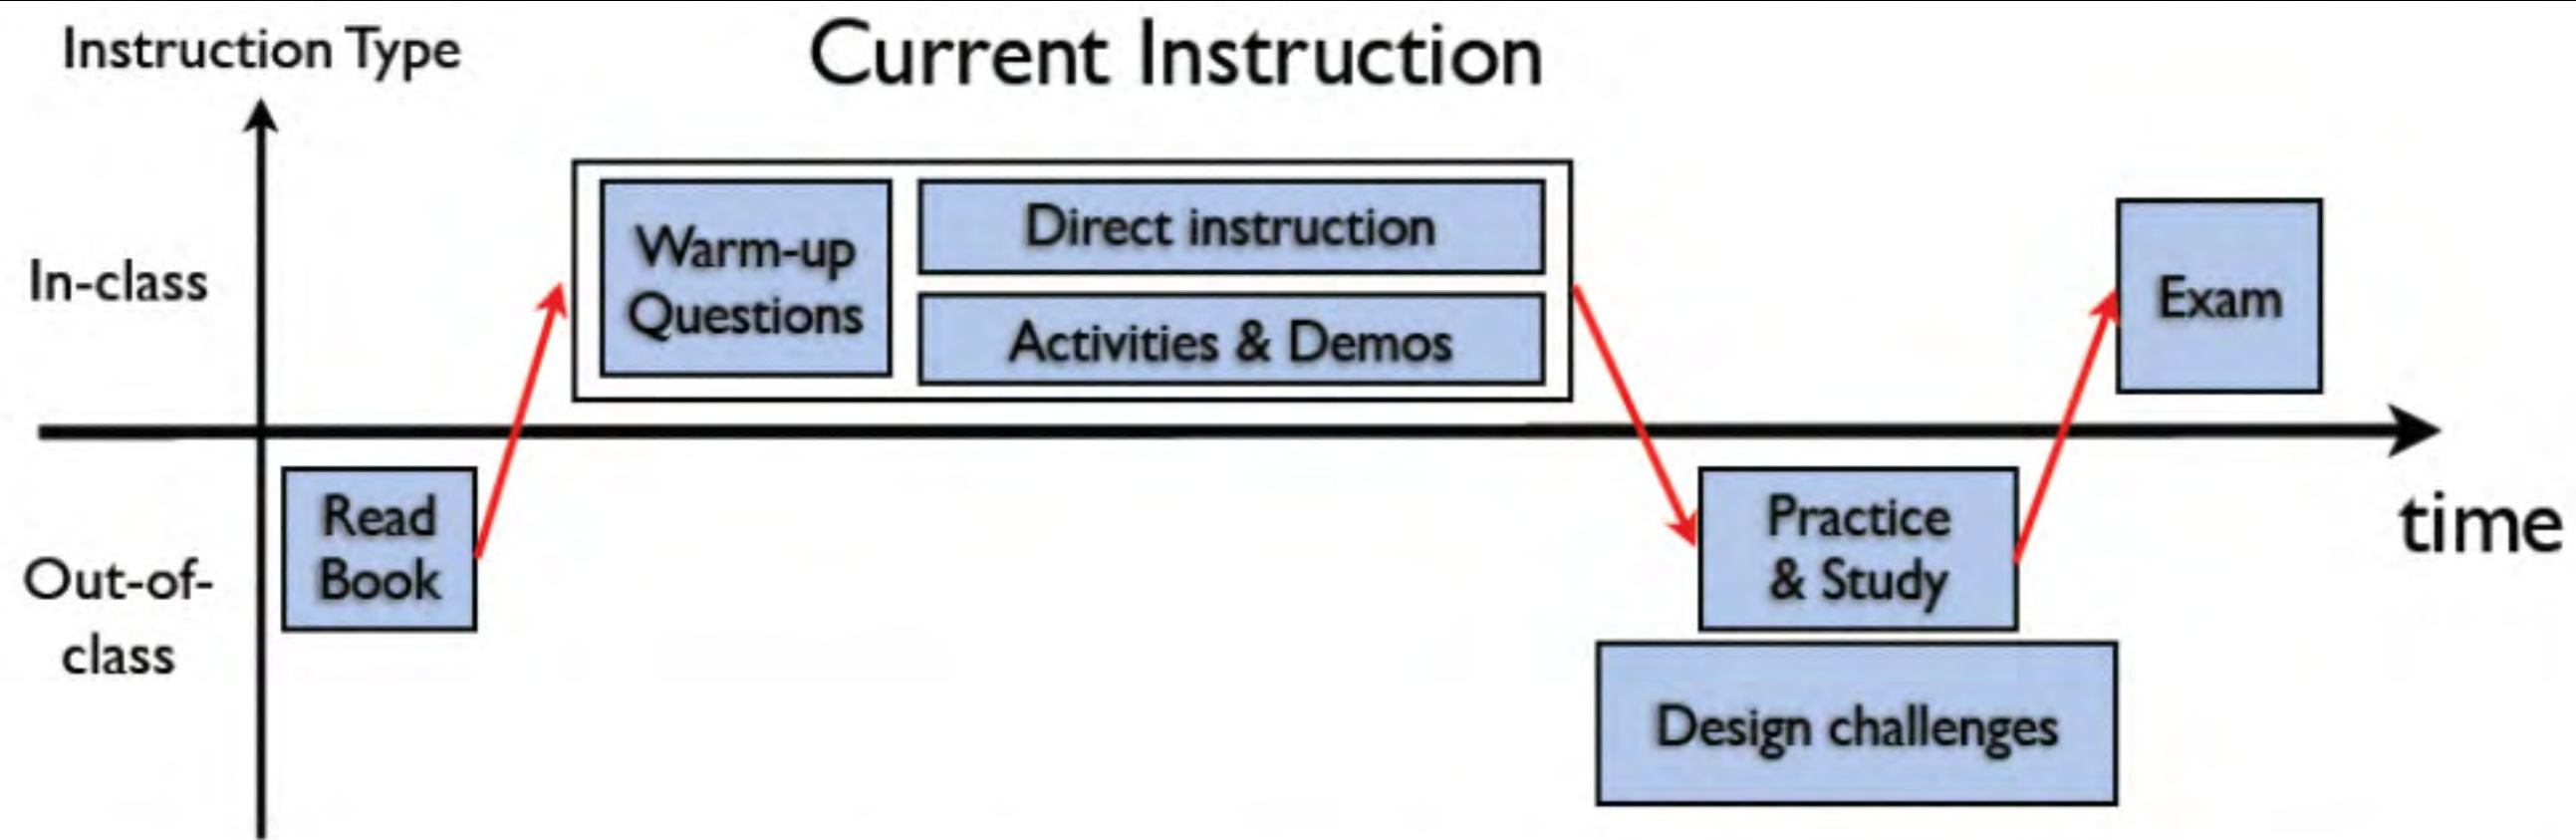 Instruction Type
Current Instruction
In-class
Warm-up
Questions
Direct instruction
Activities & Demos
Exam
Out-of-
class
Read
Book
Practice
& Study
Design challenges
time